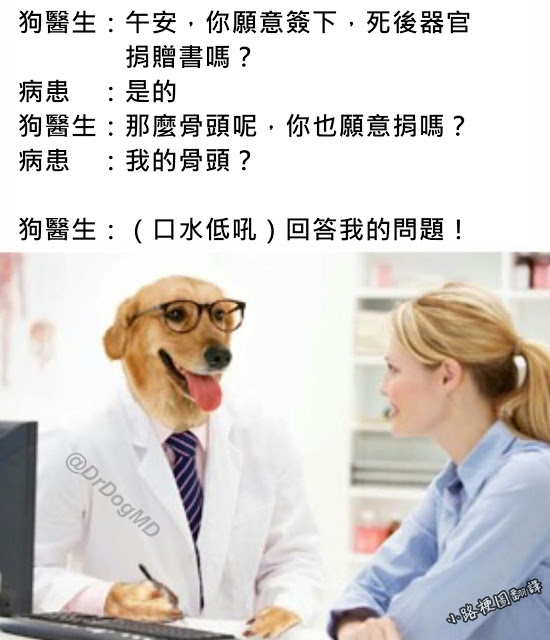 狗醫生：午安，你願意簽下，死後器官
捐贈書嗎？
病患　：是的
狗醫生：那麼骨頭呢，你也願意捐嗎？
病患　：我的骨頭？
狗醫生：（口水低吼）回答我的問題！
@DrDogMD
小路梗圖翻譯